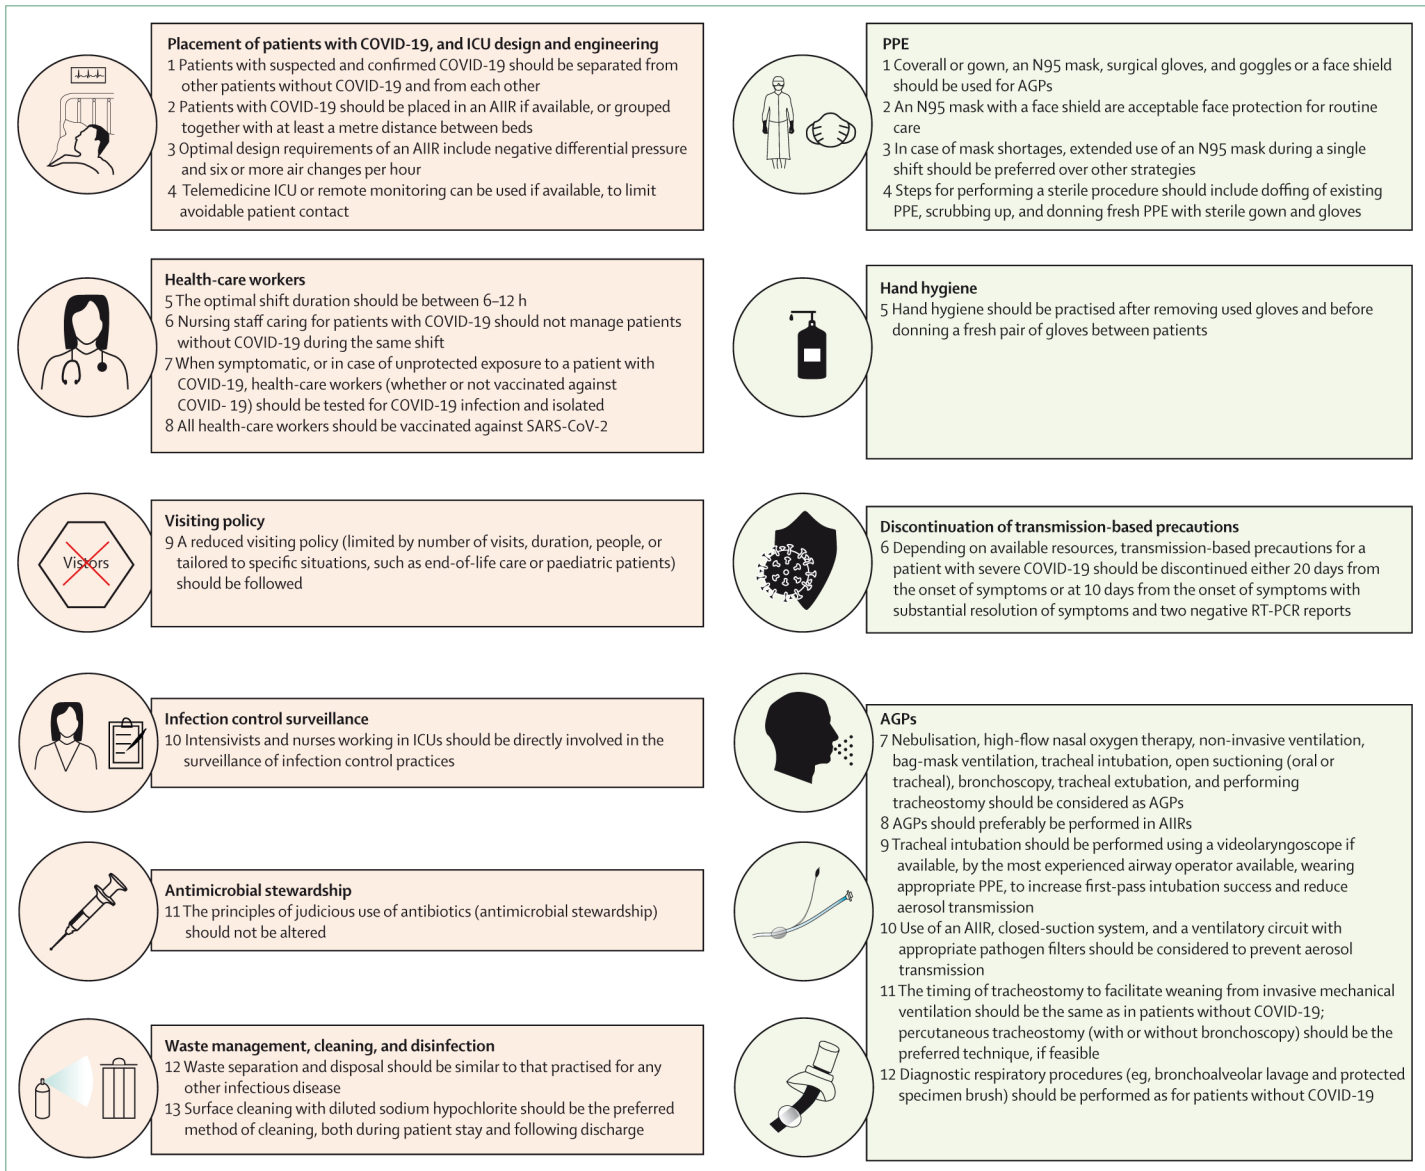 Placement of patients with COVID-19, and ICU design and engineering
1 Patients with suspected and confirmed COVID-19 should be separated from
other patients without COVID-19 and from each other
2 Patients with COVID-19 should be placed in an AIIR if available, or grouped
together with at least a metre distance between beds
3 Optimal design requirements of an AIIR include negative differential pressure
and six or more air changes per hour
4 Telemedicine ICU or remote monitoring can be used if available, to limit
avoidable patient contact
Health-care workers
5 The optimal shift duration should be between 6–12 h
6 Nursing staff caring for patients with COVID-19 should not manage patients
without COVID-19 during the same shift
7 When symptomatic, or in case of unprotected exposure to a patient with
COVID-19, health-care workers (whether or not vaccinated against
COVID- 19) should be tested for COVID-19 infection and isolated
8 All health-care workers should be vaccinated against SARS-CoV-2
Visitors
Visiting policy
9 A reduced visiting policy (limited by number of visits, duration, people, or
tailored to specific situations, such as end-of-life care or paediatric patients)
should be followed
Infection control surveillance
10 Intensivists and nurses working in ICUs should be directly involved in the
surveillance of infection control practices
Antimicrobial stewardship
11 The principles of judicious use of antibiotics (antimicrobial stewardship)
should not be altered
Waste management, cleaning, and disinfection
12 Waste separation and disposal should be similar to that practised for any
other infectious disease
13 Surface cleaning with diluted sodium hypochlorite should be the preferred
method of cleaning, both during patient stay and following discharge
PPE
1 Coverall or gown, an N95 mask, surgical gloves, and goggles or a face shield
should be used for AGPs
2 An N95 mask with a face shield are acceptable face protection for routine
care
3 In case of mask shortages, extended use of an N95 mask during a single
shift should be preferred over other strategies
4 Steps for performing a sterile procedure should include doffing of existing
PPE, scrubbing up, and donning fresh PPE with sterile gown and gloves
Hand hygiene
5 Hand hygiene should be practised after removing used gloves and before
donning a fresh pair of gloves between patients
Discontinuation of transmission-based precautions
6 Depending on available resources, transmission-based precautions for a
patient with severe COVID-19 should be discontinued either 20 days from
the onset of symptoms or at 10 days from the onset of symptoms with
substantial resolution of symptoms and two negative RT-PCR reports
AGPs
7 Nebulisation, high-flow nasal oxygen therapy, non-invasive ventilation,
bag-mask ventilation, tracheal intubation, open suctioning (oral or
tracheal), bronchoscopy, tracheal extubation, and performing
tracheostomy should be considered as AGPs
8 AGPs should preferably be performed in AIIRs
9 Tracheal intubation should be performed using a videolaryngoscope if
available, by the most experienced airway operator available, wearing
appropriate PPE, to increase first-pass intubation success and reduce
aerosol transmission
10 Use of an AIIR, closed-suction system, and a ventilatory circuit with
appropriate pathogen filters should be considered to prevent aerosol
transmission
11 The timing of tracheostomy to facilitate weaning from invasive mechanical
ventilation should be the same as in patients without COVID-19;
percutaneous tracheostomy (with or without bronchoscopy) should be the
preferred technique, if feasible
12 Diagnostic respiratory procedures (eg, bronchoalveolar lavage and protected
specimen brush) should be performed as for patients without COVID-19